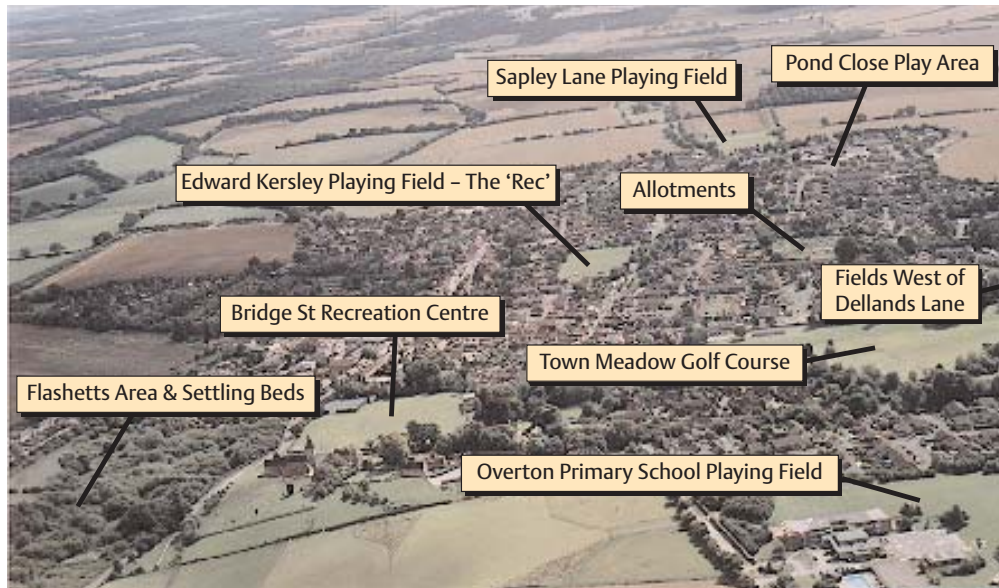 Sapley Lane Playing Field
Pond Close Play Area
Edward Kersley Playing Field – The ‘Rec’
Allotments
Fields West of
Dellands Lane
Bridge St Recreation Centre
Town Meadow Golf Course
Flashetts Area & Settling Beds
Overton Primary School Playing Field